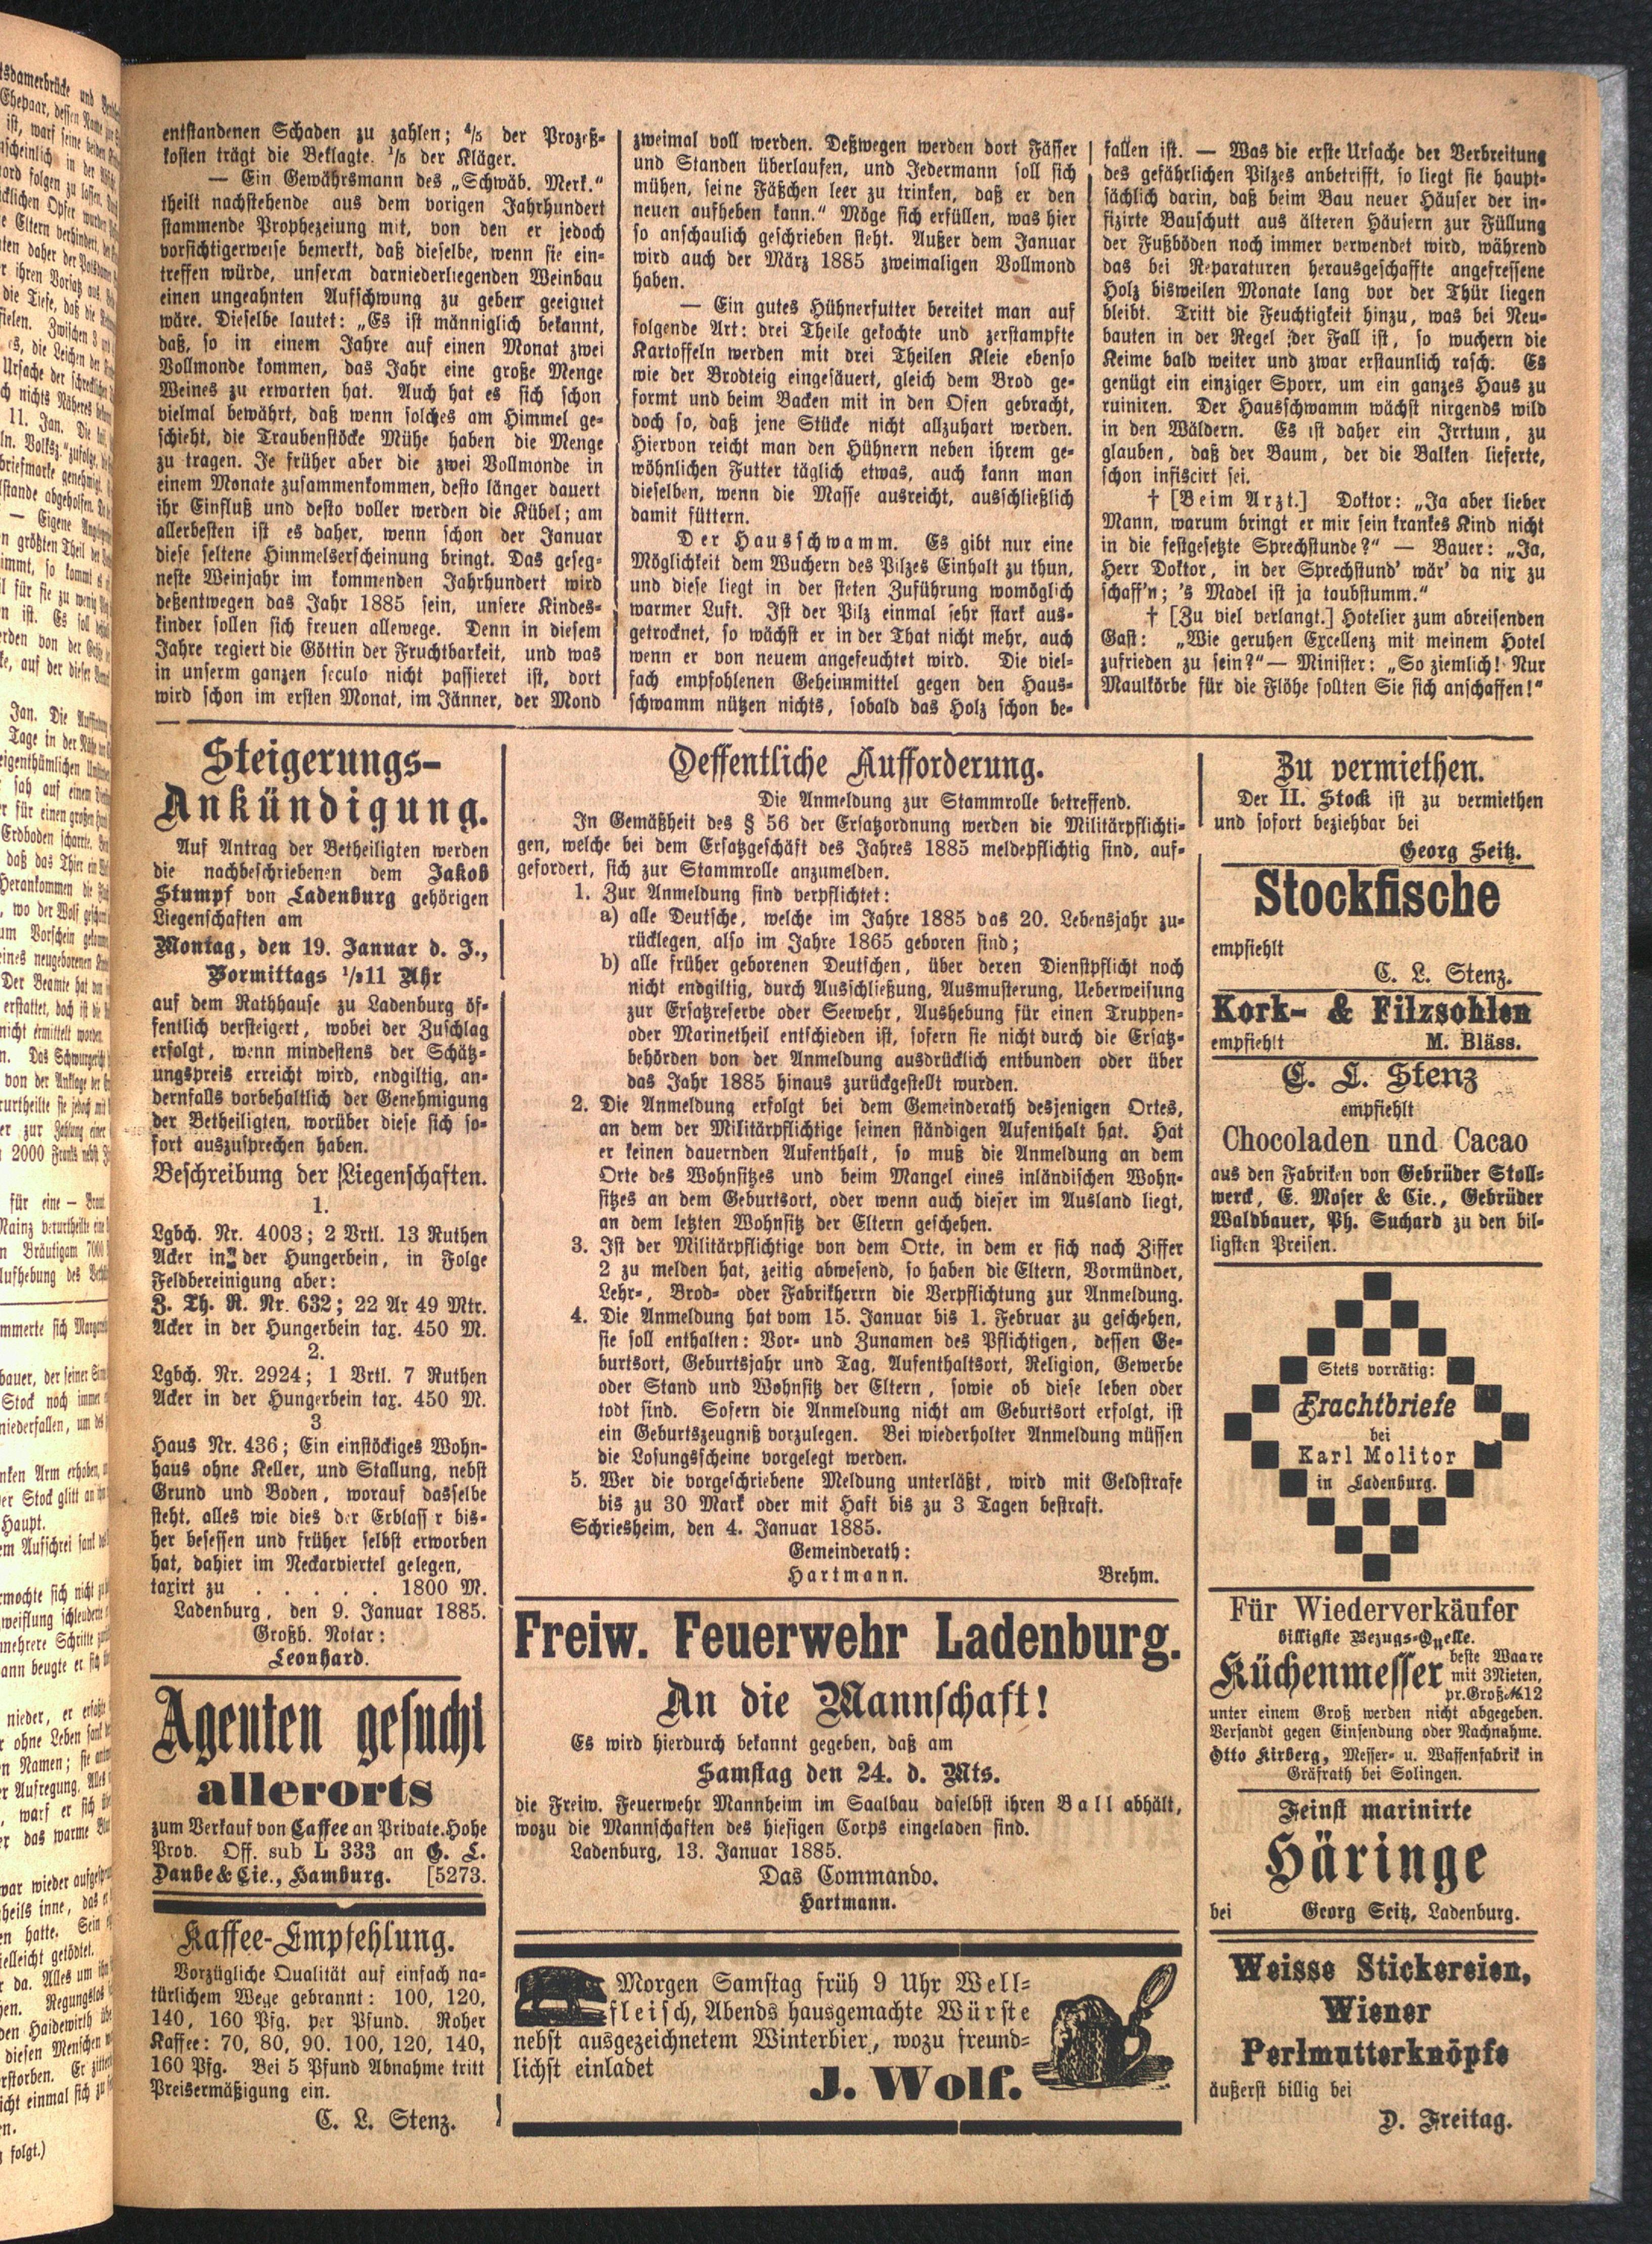 entstandenen Schaden zu zahlen; 4/5 der Prozeß-
kosten trägt die Beklagte. 1/5 der Kläger.
— Ein Gewährsmann des „Schwäb. Merk.“
theilt nachstehende aus dem vorigen Jahrhundert
stammende Prophezeiung mit, von den er jedoch
vorsichtigerweise bemerkt, daß dieselbe, wenn sie ein-
treffen würde, unserm darniederliegenden Weinbau
einen ungeahnten Aufschwung zu geben geeignet
wäre. Dieselbe lautet: „Es ist männiglich bekannt,
daß, so in einem Jahre auf einen Monat zwei
Vollmonde kommen, das Jahr eine große Menge
Weines zu erwarten hat. Auch hat es sich schon
vielmal bewährt, daß wenn solches am Himmel ge-
schieht, die Traubenstöcke Mühe haben die Menge
zu tragen. Je früher aber die zwei Vollmonde in
einem Monate zusammenkommen, desto länger dauert
ihr Einfluß und desto voller werden die Kübel; am
allerbesten ist es daher, wenn schon der Januar
diese seltene Himmelserscheinung bringt. Das geseg-
neste Weinjahr im kommenden Jahrhundert wird
deßentwegen das Jahr 1885 sein, unsere Kindes-
kinder sollen sich freuen allewege. Denn in diesem
Jahre regiert die Göttin der Fruchtbarkeit, und was
in unserm ganzen seculo nicht passieret ist, dort
wird schon im ersten Monat, im Jänner, der Mond
zweimal voll werden. Deßwegen werden dort Fässer
und Standen überlaufen, und Jedermann soll sich
mühen, seine Fäßchen leer zu trinken, daß er den
neuen aufheben kann.“ Möge sich erfüllen, was hier
so anschaulich geschrieben steht. Außer dem Januar
wird auch der März 1885 zweimaligen Vollmond
haben.
— Ein gutes Hühnerfutter bereitet man auf
folgende Art: drei Theile gekochte und zerstampfte
Kartoffeln werden mit drei Theilen Kleie ebenso
wie der Brodteig eingesäuert, gleich dem Brod ge-
formt und beim Backen mit in den Ofen gebracht,
doch so, daß jene Stücke nicht allzuhart werden.
Hiervon reicht man den Hühnern neben ihrem ge-
wöhnlichen Futter täglich etwas, auch kann man
dieselben, wenn die Masse ausreicht, ausschließlich
damit füttern.
Der Hausschwamm. Es gibt nur eine
Möglichkeit dem Wuchern des Pilzes Einhalt zu thun,
und diese liegt in der steten Zuführung womöglich
warmer Luft. Ist der Pilz einmal sehr stark aus-
getrocknet, so wächst er in der That nicht mehr, auch
wenn er von neuem angefeuchtet wird. Die viel-
fach empfohlenen Geheimmittel gegen den Haus-
schwamm nützen nichts, sobald das Holz schon be-
fallen ist. — Was die erste Ursache der Verbreitung
des gefährlichen Pilzes anbetrifft, so liegt sie haupt-
sächlich darin, daß beim Bau neuer Häuser der in-
fizirte Bauschutt aus älteren Häusern zur Füllung
der Fußböden noch immer verwendet wird, während
das bei Reparaturen herausgeschaffte angefressene
Holz bisweilen Monate lang vor der Thür liegen
bleibt. Tritt die Feuchtigkeit hinzu, was bei Neu-
bauten in der Regel der Fall ist, so wuchern die
Keime bald weiter und zwar erstaunlich rasch. Es
genügt ein einziger Sporr, um ein ganzes Haus zu
ruiniren. Der Hausschwamm wächst nirgends wild
in den Wäldern. Es ist daher ein Irrtum, zu
glauben, daß der Baum, der die Balken lieferte,
schon infiscirt sei.
† [Beim Arzt.] Doktor: „Ja aber lieber
Mann, warum bringt er mir sein krankes Kind nicht
in die festgesetzte Sprechstunde?“ — Bauer: „Ja,
Herr Doktor, in der Sprechstund' wär' da nix zu
schaff'n; 's Madel ist ja taubstumm.“
† [Zu viel verlangt.] Hotelier zum abreisenden
Gast: „Wie geruhen Excellenz mit meinem Hotel
zufrieden zu sein?“ — Minister: „So ziemlich! Nur
Maulkörbe für die Flöhe sollten Sie sich anschaffen!“
Steigerungs-
Ankündigung.
Auf Antrag der Betheiligten werden
die nachbeschriebenen dem Jakob
Stumpf von Ladenburg gehörigen
Liegenschaften am
Montag, den 19. Januar d. J.,
Vormittags 1/2 11 Uhr
auf dem Rathhause zu Ladenburg öf-
fentlich versteigert, wobei der Zuschlag
erfolgt, wenn mindestens der Schätz-
ungspreis erreicht wird, endgiltig, an-
dernfalls vorbehaltlich der Genehmigung
der Betheiligten, worüber diese sich so-
fort auszusprechen haben.
Beschreibung der Liegenschaften.
1.
Lgbch. Nr. 4003; 2 Vrtl. 13 Ruthen
Acker in der Hungerbein, in Folge
Feldbereinigung aber:
Z. Th. R. Nr. 632; 22 Ar 49 Mtr.
Acker in der Hungerbein tax. 450 M.
2.
Lgbch. Nr. 2924; 1 Vrtl. 7 Ruthen
Acker in der Hungerbein tax. 450 M.
3
Haus Nr. 436; Ein einstöckiges Wohn-
haus ohne Keller, und Stallung, nebst
Grund und Boden, worauf dasselbe
steht, alles wie dies der Erblass r bis-
her besessen und früher selbst erworben
hat, dahier im Neckarviertel gelegen,
taxirt zu . . . . . 1800 M.
Ladenburg, den 9. Januar 1885.
Großh. Notar:
Leonhard.
Agenten gesucht
allerorts
zum Verkauf von Caffee an Private. Hohe
Prov. Off. sub L 333 an G. L.
Daube & Cie., Hamburg. [5273.
Kaffee-Empfehlung.
Vorzügliche Qualität auf einfach na-
türlichem Wege gebrannt: 100, 120,
140, 160 Pfg. per Pfund. Roher
Kaffee: 70, 80, 90. 100, 120, 140,
160 Pfg. Bei 5 Pfund Abnahme tritt
Preisermäßigung ein.
C. L. Stenz.
Oeffentliche Aufforderung.
Die Anmeldung zur Stammrolle betreffend.
In Gemäßheit des § 56 der Ersatzordnung werden die Militärpflichti-
gen, welche bei dem Ersatzgeschäft des Jahres 1885 meldepflichtig sind, auf-
gefordert, sich zur Stammrolle anzumelden.
1. Zur Anmeldung sind verpflichtet:
a) alle Deutsche, welche im Jahre 1885 das 20. Lebensjahr zu-
rücklegen, also im Jahre 1865 geboren sind;
b) alle früher geborenen Deutschen, über deren Dienstpflicht noch
nicht endgiltig, durch Ausschließung, Ausmusterung, Ueberweisung
zur Ersatzreserve oder Seewehr, Aushebung für einen Truppen-
oder Marinetheil entschieden ist, sofern sie nicht durch die Ersatz-
behörden von der Anmeldung ausdrücklich entbunden oder über
das Jahr 1885 hinaus zurückgestellt wurden.
2. Die Anmeldung erfolgt bei dem Gemeinderath desjenigen Ortes,
an dem der Militärpflichtige seinen ständigen Aufenthalt hat. Hat
er keinen dauernden Aufenthalt, so muß die Anmeldung an dem
Orte des Wohnsitzes und beim Mangel eines inländischen Wohn-
sitzes an dem Geburtsort, oder wenn auch dieser im Ausland liegt,
an dem letzten Wohnsitz der Eltern geschehen.
3. Ist der Militärpflichtige von dem Orte, in dem er sich nach Ziffer
2 zu melden hat, zeitig abwesend, so haben die Eltern, Vormünder,
Lehr-, Brod- oder Fabrikherrn die Verpflichtung zur Anmeldung.
4. Die Anmeldung hat vom 15. Januar bis 1. Februar zu geschehen,
sie soll enthalten: Vor- und Zunamen des Pflichtigen, dessen Ge-
burtsort, Geburtsjahr und Tag, Aufenthaltsort, Religion, Gewerbe
oder Stand und Wohnsitz der Eltern, sowie ob diese leben oder
todt sind. Sofern die Anmeldung nicht am Geburtsort erfolgt, ist
ein Geburtszeugniß vorzulegen. Bei wiederholter Anmeldung müssen
die Losungsscheine vorgelegt werden.
5. Wer die vorgeschriebene Meldung unterläßt, wird mit Geldstrafe
bis zu 30 Mark oder mit Haft bis zu 3 Tagen bestraft.
Schriesheim, den 4. Januar 1885.
Gemeinderath:
Hartmann. Brehm.
Freiw. Feuerwehr Ladenburg.
An die Mannschaft!
Es wird hierdurch bekannt gegeben, daß am
Samstag den 24. d. Mts.
die Freiw. Feuerwehr Mannheim im Saalbau daselbst ihren Ball abhält,
wozu die Mannschaften des hiesigen Corps eingeladen sind.
Ladenburg, 13. Januar 1885.
Das Commando.
Hartmann.
Morgen Samstag früh 9 Uhr Well-
fleisch, Abends hausgemachte Würste
nebst ausgezeichnetem Winterbier, wozu freund-
lichst einladet
J. Wolf.
Zu vermiethen.
Der II. Stock ist zu vermiethen
und sofort beziehbar bei
Georg Seitz.
Stockfische
empfiehlt
C. L. Stenz.
Kork- & Filzsohlen
empfiehlt M. Bläss.
C. L. Stenz
empfiehlt
Chocoladen und Cacao
aus den Fabriken von Gebrüder Stoll-
werck, E. Moser & Cie., Gebrüder
Waldbauer, Ph. Suchard zu den bil-
ligsten Preisen.
Stets vorrätig:
Frachtbriefe
bei
Karl Molitor
in Ladenburg.
Für Wiederverkäufer
billigste Bezugs-Quelle.
Küchenmesser beste Waare
mit 3 Nieten,
pr. Groß M. 12
unter einem Groß werden nicht abgegeben.
Versandt gegen Einsendung oder Nachnahme.
Otto Kirberg, Messer- u. Waffenfabrik in
Gräfrath bei Solingen.
Feinst marinirte
Häringe
bei Georg Seitz, Ladenburg.
Weisse Stickereien,
Wiener
Perlmutterknöpfe
äußerst billig bei
D. Freitag.